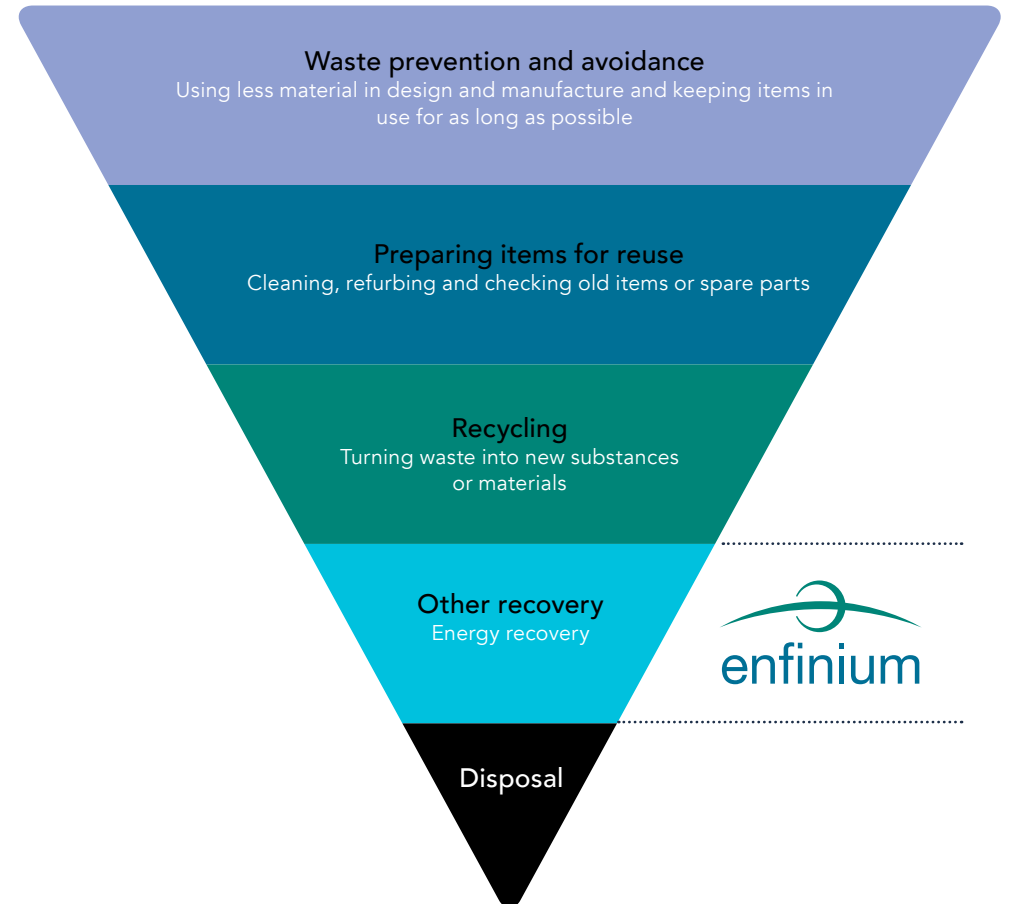 Waste prevention and avoidance
Using less material in design and manufacture and keeping items in
use for as long as possible
Preparing items for reuse
Cleaning, refurbing and checking old items or spare parts
Recycling
Turning waste into new substances
or materials
Other recovery
Energy recovery
enfinium
Disposal